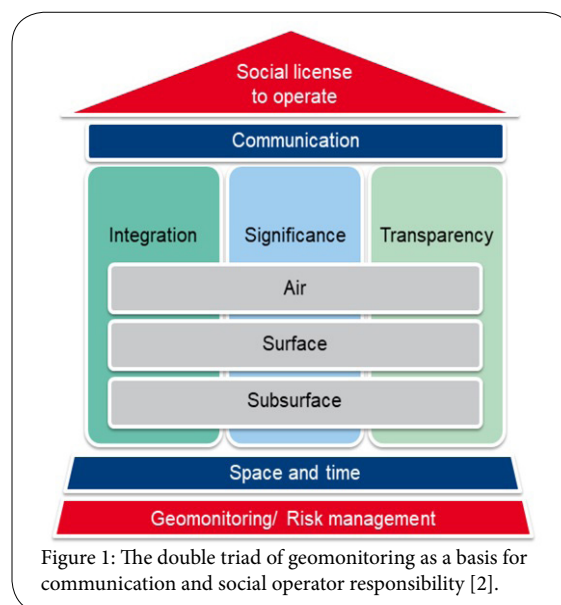 Social license
to operate
Communication
Integration Significance Transparency
Air
Surface
Subsurface
Space and time
Geomonitoring/ Risk management
Figure 1: The double triad of geomonitoring as a basis for
communication and social operator responsibility [2].